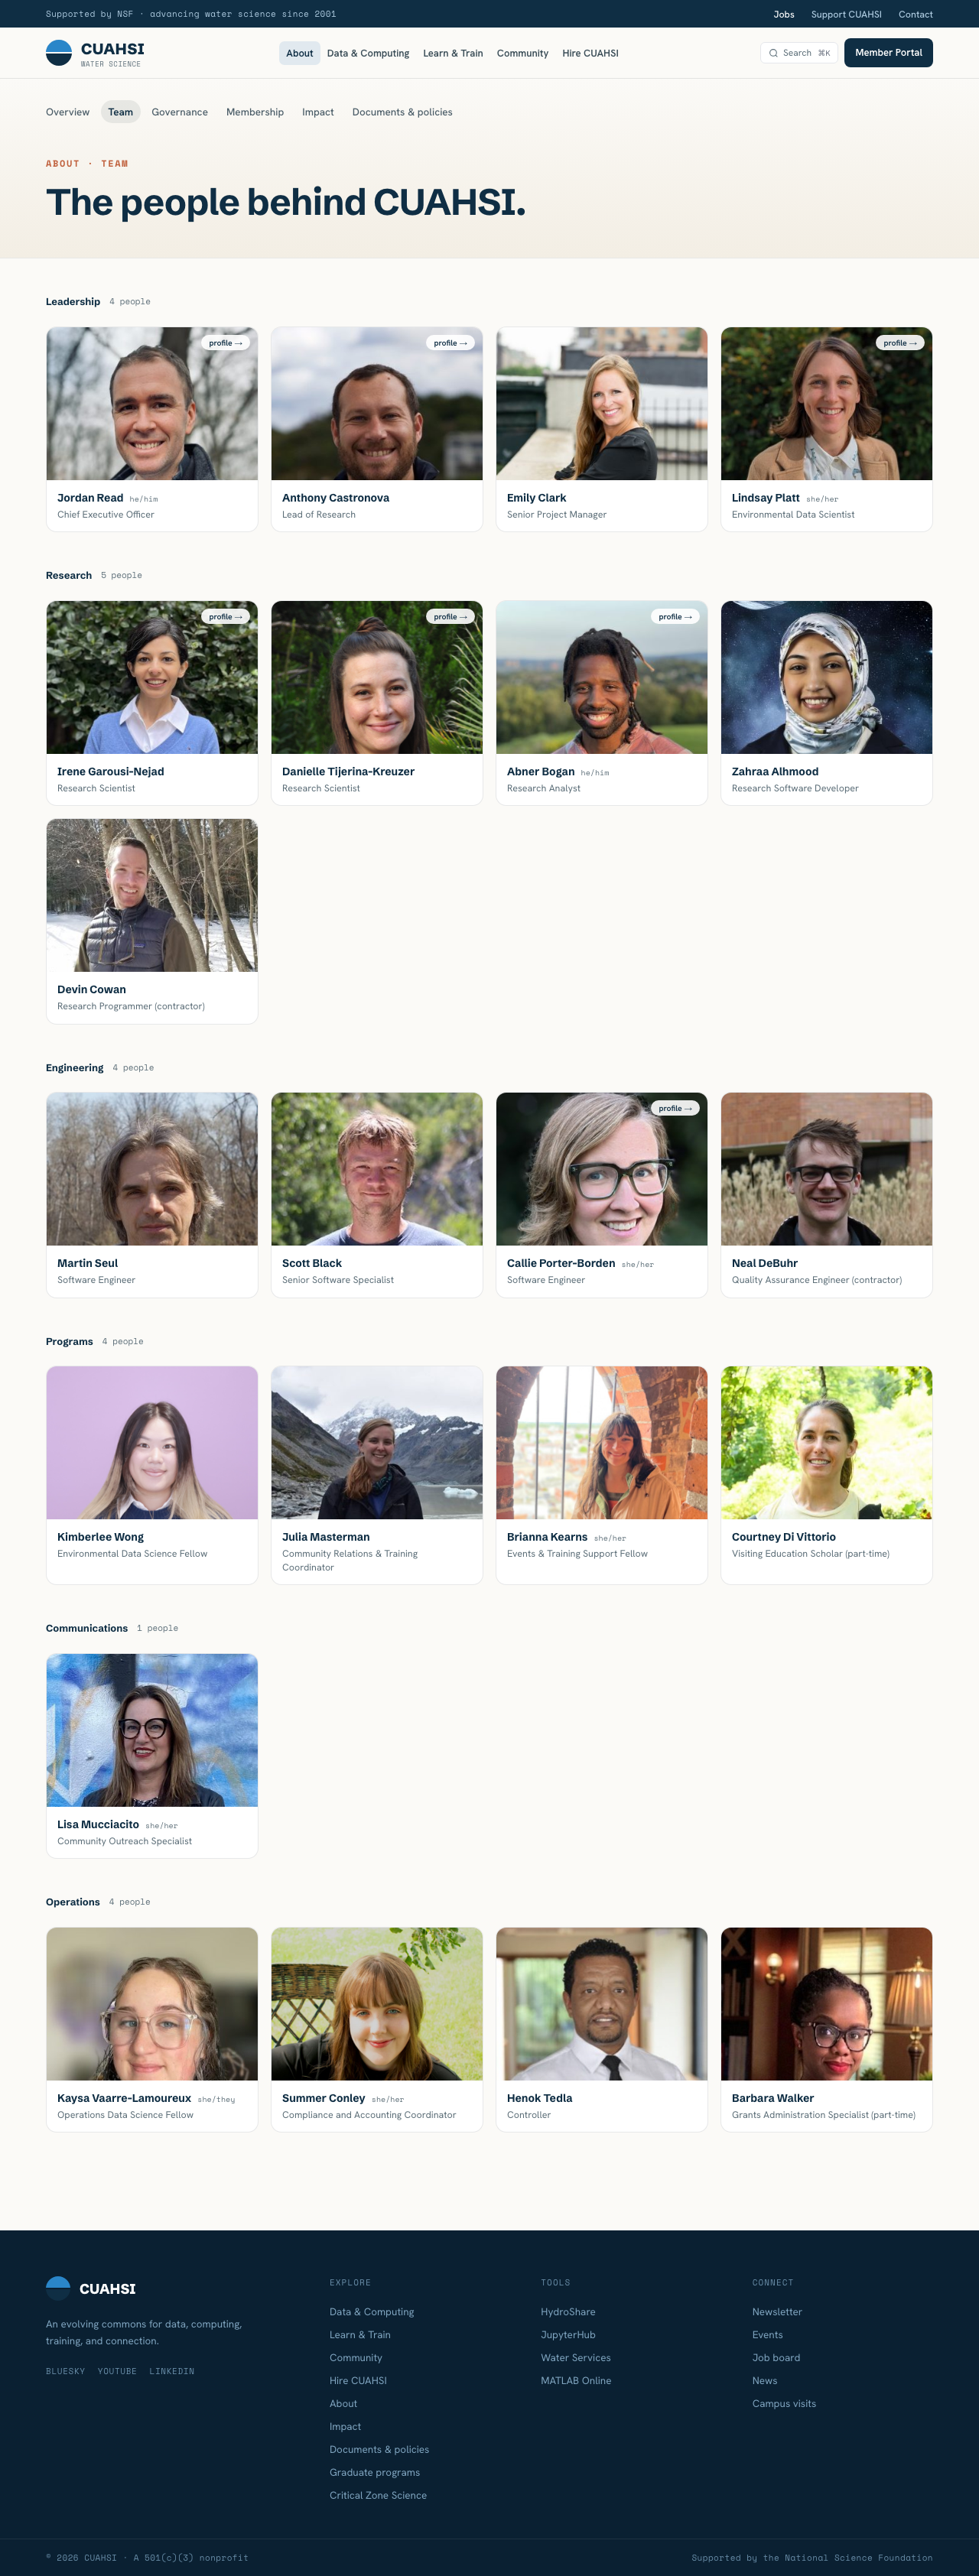 Supported by NSF · advancing water science since 2001
Jobs Support CUAHSI Contact
CUAHSI
WATER SCIENCE
About Data & Computing Learn & Train Community Hire CUAHSI
Search ⌘K
Member Portal
Overview Team Governance Membership Impact Documents & policies
ABOUT · TEAM
The people behind CUAHSI.
Leadership 4 people
profile →
profile →
profile →
Jordan Read he/him
Chief Executive Officer
Anthony Castronova
Lead of Research
Emily Clark
Senior Project Manager
Lindsay Platt she/her
Environmental Data Scientist
Research 5 people
profile →
profile →
profile →
Irene Garousi-Nejad
Research Scientist
Danielle Tijerina-Kreuzer
Research Scientist
Abner Bogan he/him
Research Analyst
Zahraa Alhmood
Research Software Developer
Devin Cowan
Research Programmer (contractor)
Engineering 4 people
profile →
Martin Seul
Software Engineer
Scott Black
Senior Software Specialist
Callie Porter-Borden she/her
Software Engineer
Neal DeBuhr
Quality Assurance Engineer (contractor)
Programs 4 people
Kimberlee Wong
Environmental Data Science Fellow
Julia Masterman
Community Relations & Training
Coordinator
Brianna Kearns she/her
Events & Training Support Fellow
Courtney Di Vittorio
Visiting Education Scholar (part-time)
Communications 1 people
Lisa Mucciacito she/her
Community Outreach Specialist
Operations 4 people
Kaysa Vaarre-Lamoureux she/they
Operations Data Science Fellow
Summer Conley she/her
Compliance and Accounting Coordinator
Henok Tedla
Controller
Barbara Walker
Grants Administration Specialist (part-time)
CUAHSI
An evolving commons for data, computing,
training, and connection.
BLUESKY YOUTUBE LINKEDIN
EXPLORE
Data & Computing
Learn & Train
Community
Hire CUAHSI
About
Impact
Documents & policies
Graduate programs
Critical Zone Science
TOOLS
HydroShare
JupyterHub
Water Services
MATLAB Online
CONNECT
Newsletter
Events
Job board
News
Campus visits
© 2026 CUAHSI · A 501(c)(3) nonprofit
Supported by the National Science Foundation